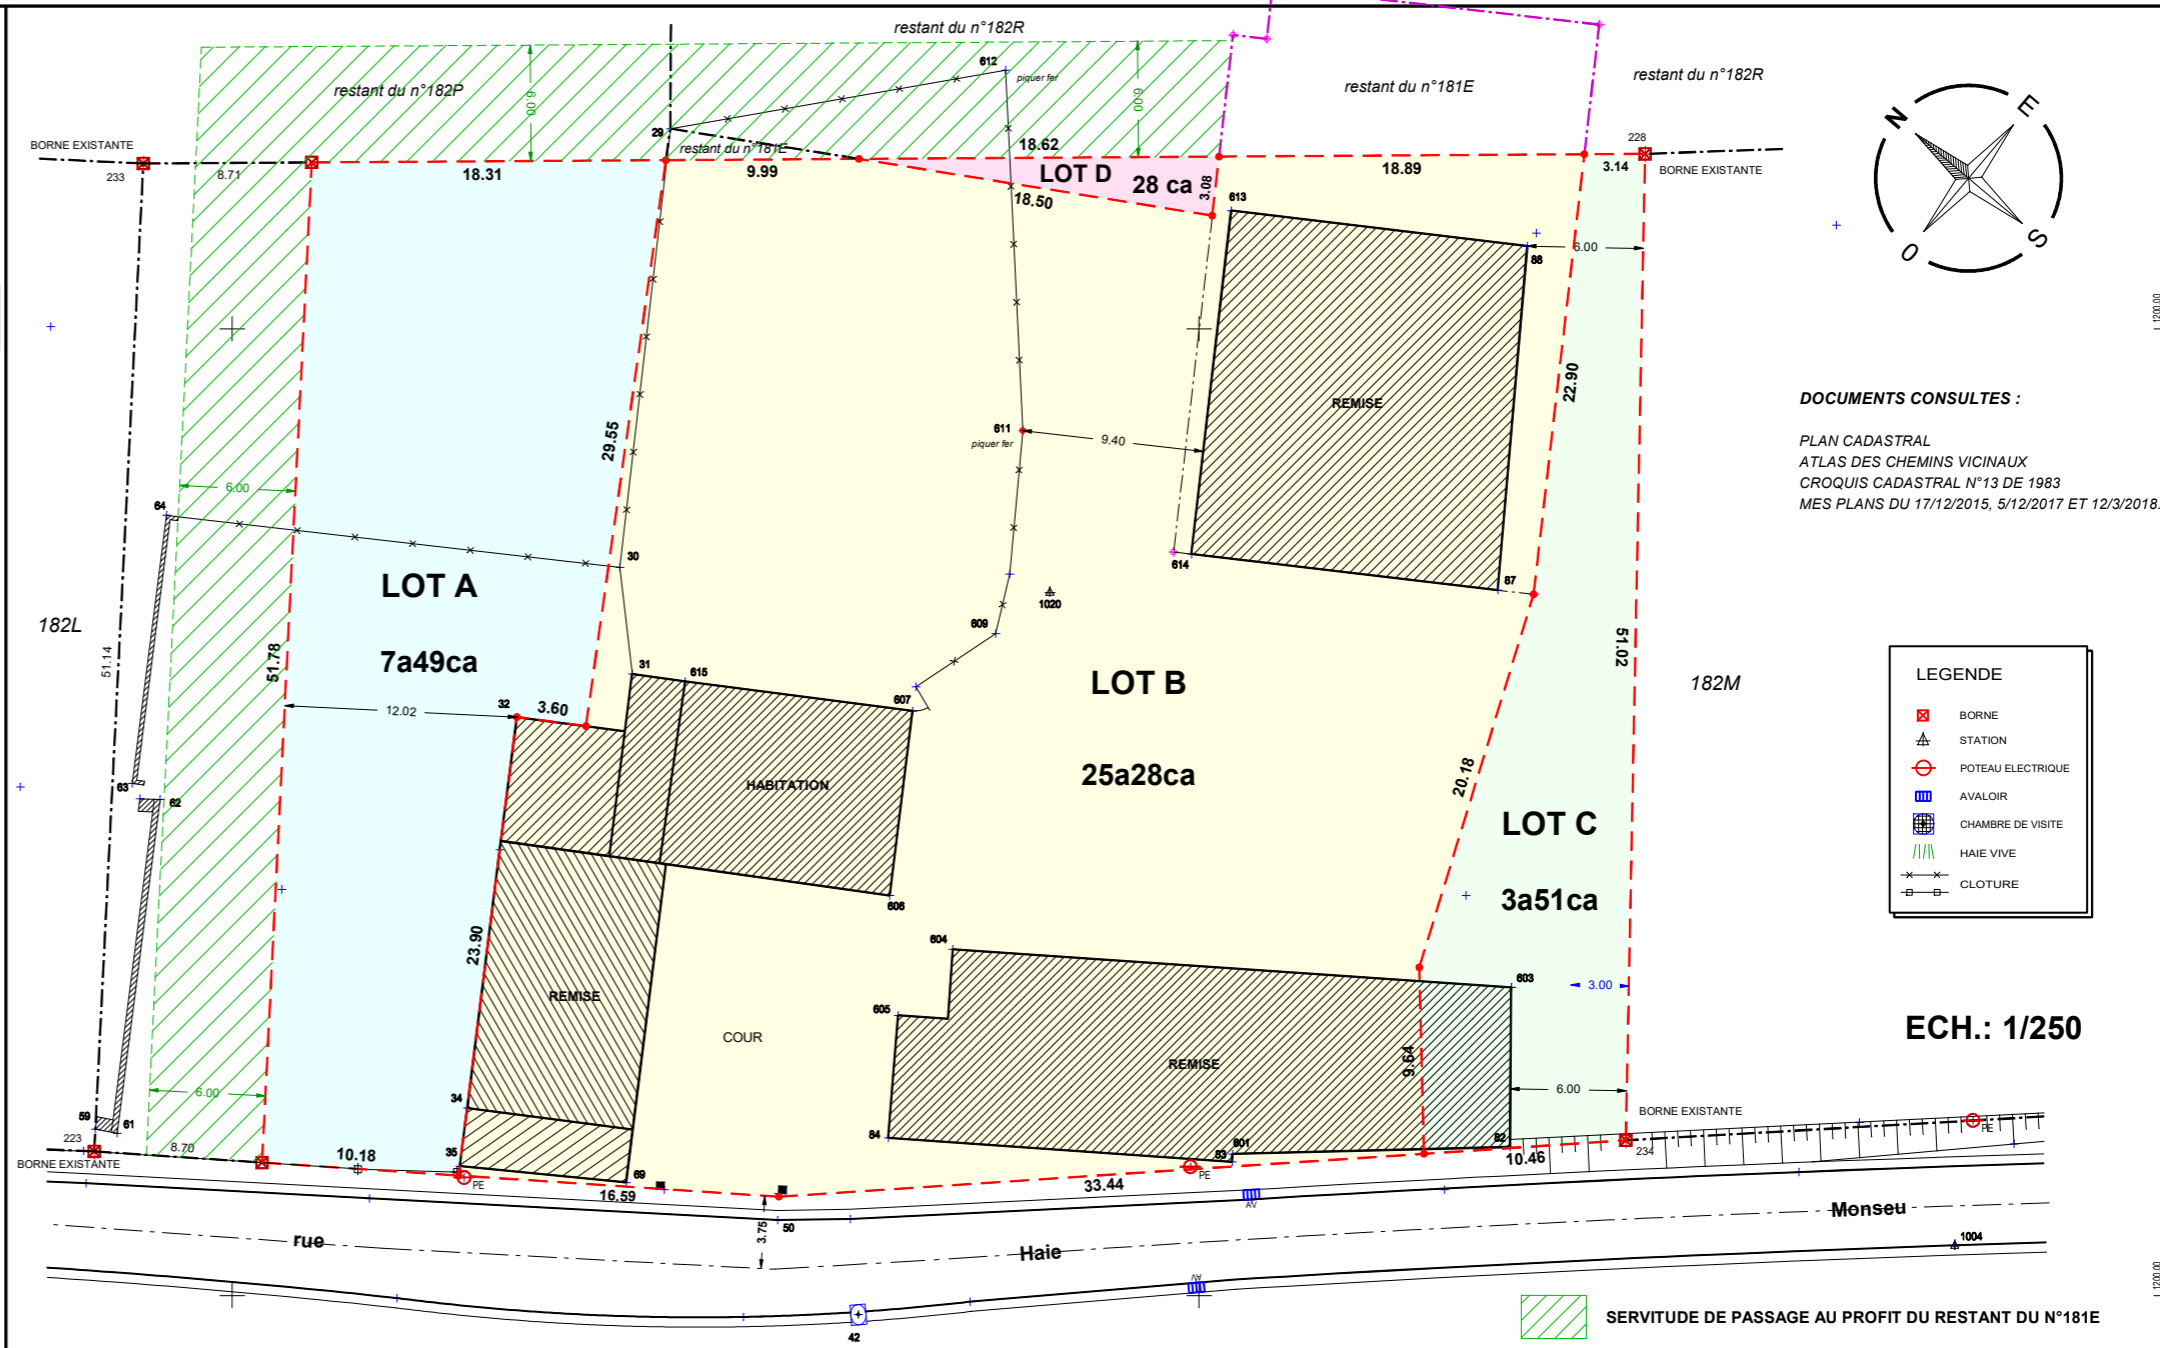 restant du n°182R
612
piquer fer
restant du n°182P
6.00
6.00
restant du n°181E
restant du n°182R
N
E
S
O
BORNE EXISTANTE
233
8.71
18.31
29
restant du n°181E
9.99
18.62
LOT D
28 ca
3.08
18.50
613
18.89
228
3.14
BORNE EXISTANTE
88
6.00
1200.00
REMISE
22.90
DOCUMENTS CONSULTES :
PLAN CADASTRAL
ATLAS DES CHEMINS VICINAUX
CROQUIS CADASTRAL N°13 DE 1983
MES PLANS DU 17/12/2015, 5/12/2017 ET 12/3/2018.
29.55
611
piquer fer
9.40
6.00
64
30
614
87
LOT A
1020
609
182L
51.14
51.78
7a49ca
31
615
LOT B
51.02
182M
12.02
32
3.60
607
HABITATION
25a28ca
20.18
63
62
LOT C
3a51ca
LEGENDE
BORNE
STATION
POTEAU ELECTRIQUE
AVALOIR
CHAMBRE DE VISITE
HAIE VIVE
CLOTURE
606
23.90
604
603
3.00
REMISE
605
COUR
REMISE
9.64
ECH.: 1/250
6.00
6.00
34
59
61
84
601
83
82
BORNE EXISTANTE
223
BORNE EXISTANTE
8.70
10.18
35
PE
69
16.59
33.44
PE
10.46
234
PE
AV
50
3.75
rue
Haie
Monseu
1004
AV
42
1200.00
SERVITUDE DE PASSAGE AU PROFIT DU RESTANT DU N°181E